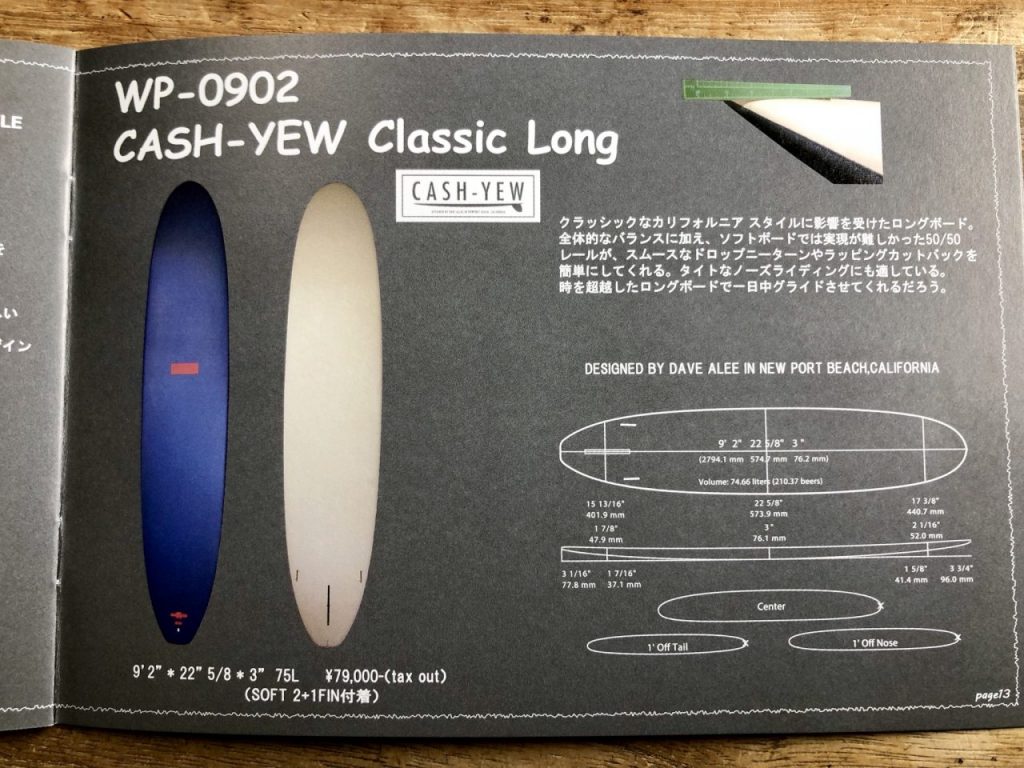 LE
を
しい
ザイン
WP-0902
CASH-YEW Classic Long
CASH-YEW
クラッシックなカリフォルニア スタイルに影響を受けたロングボード。
全体的なバランスに加え、ソフトボードでは実現が難しかった50/50
レールが、スムースなドロップニーターンやラッピングカットバックを
簡単にしてくれる。タイトなノーズライディングにも適している。
時を超越したロングボードで一日中グライドさせてくれるだろう。
DESIGNED BY DAVE ALEE IN NEW PORT BEACH,CALIFORNIA
9' 2" 22 5/8" 3 "
(2794.1 mm 574.7 mm 76.2 mm)
Volume: 74.66 liters (210.37 beers)
15 13/16" 22 5/8" 17 3/8"
401.9 mm 573.9 mm 440.7 mm
1 7/8" 3" 2 1/16"
47.9 mm 76.1 mm 52.0 mm
3 1/16" 1 7/16" 1 5/8" 3 3/4"
77.8 mm 37.1 mm 41.4 mm 96.0 mm
Center
1' Off Tail 1' Off Nose
9'2" * 22" 5/8 * 3" 75L ¥79,000-(tax out)
(SOFT 2+1FIN付着)
page13